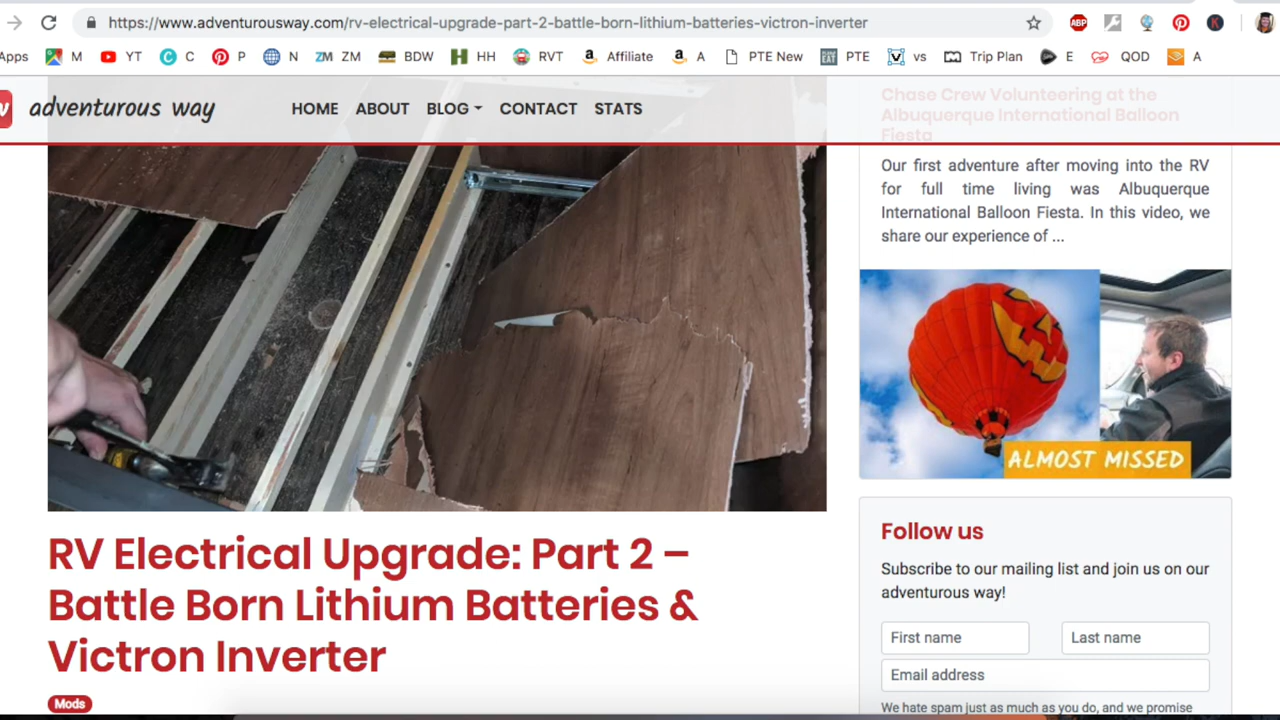 https://www.adventurousway.com/rv-electrical-upgrade-part-2-battle-born-lithium-batteries-victron-inverter
ABP
K
Apps M YT C C P N ZM ZM BDW H HH RVT a Affiliate a A PTE New PLANET EAT PTE V vs Trip Plan E QOD A
adventurous way HOME ABOUT BLOG CONTACT STATS
Chase Crew Volunteering at the
Albuquerque International Balloon
Fiesta
Our first adventure after moving into the RV
for full time living was Albuquerque
International Balloon Fiesta. In this video, we
share our experience of ...
ALMOST MISSED
RV Electrical Upgrade: Part 2 –
Battle Born Lithium Batteries &
Victron Inverter
Mods
Follow us
Subscribe to our mailing list and join us on our
adventurous way!
First name Last name
Email address
We hate spam just as much as you do, and we promise